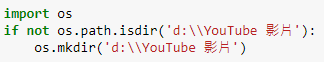 import os
if not os.path.isdir('d:\\YouTube 影片'):
    os.mkdir('d:\\YouTube 影片')